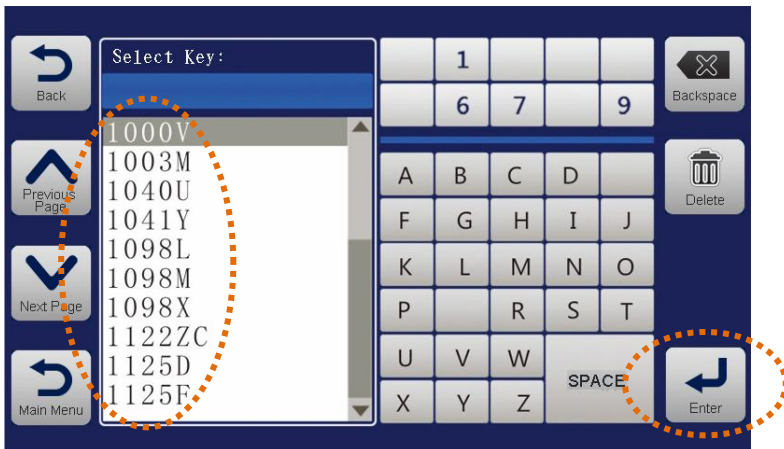 Select Key:
Back
1
Backspace
6 7 9
1000V
1003M
1040U
1041Y
1098L
1098M
1098X
1122ZC
1125D
1125F
Previous
Page
A B C D
Delete
F G H I J
Next Page
K L M N O
P R S T
U V W
SPACE
Main Menu
X Y Z
Enter